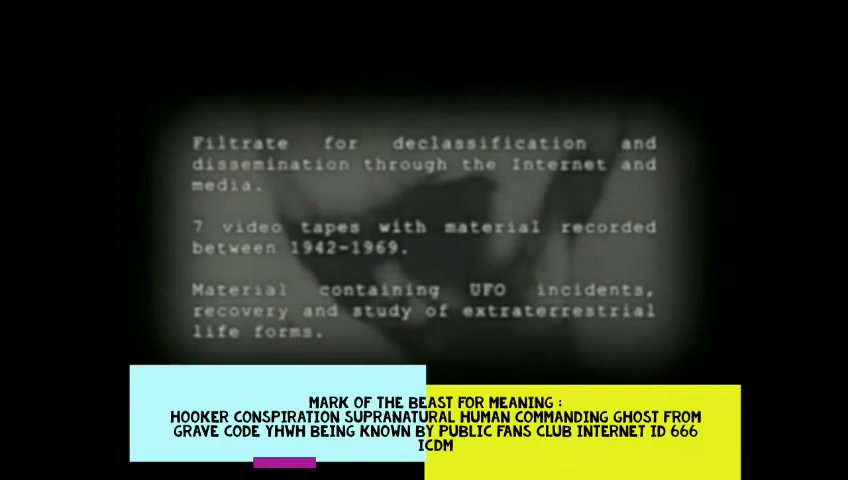 Filtrate for declassification and
dissemination through the Internet and
media.
7 video tapes with material recorded
between 1942-1969.
Material containing UFO incidents,
recovery and study of extraterrestrial
life forms.
MARK OF THE BEAST FOR MEANING :
HOOKER CONSPIRATION SUPRANATURAL HUMAN COMMANDING GHOST FROM
GRAVE CODE YHWH BEING KNOWN BY PUBLIC FANS CLUB INTERNET ID 666
ICDM